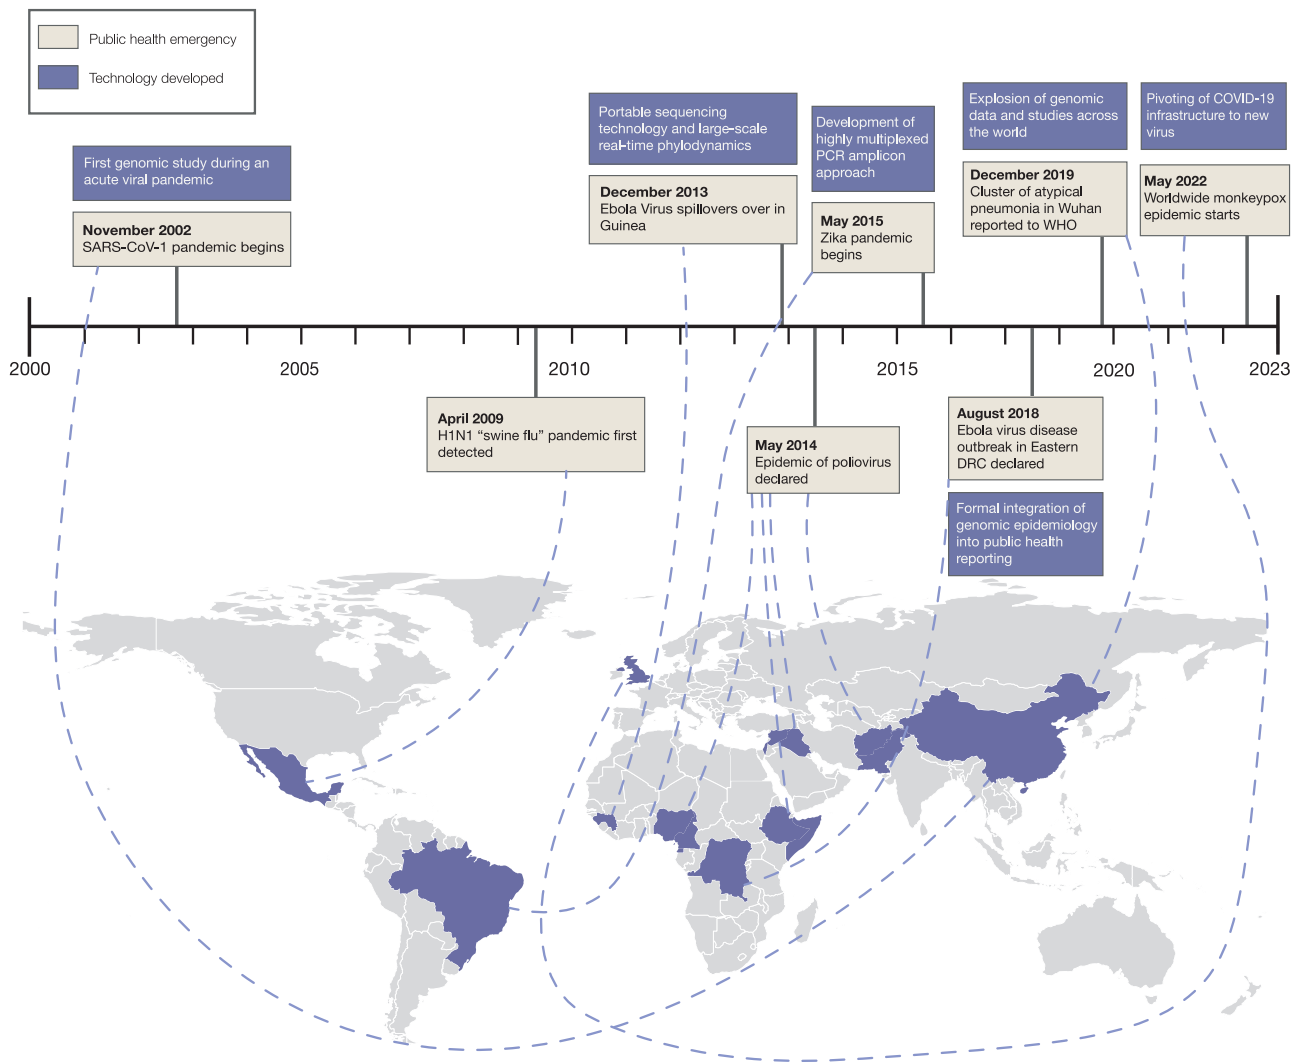 Public health emergency
Technology developed
First genomic study during an
acute viral pandemic
November 2002
SARS-CoV-1 pandemic begins
Portable sequencing
technology and large-scale
real-time phylodynamics
December 2013
Ebola Virus spillovers over in
Guinea
Development of
highly multiplexed
PCR amplicon
approach
May 2015
Zika pandemic
begins
Explosion of genomic
data and studies across
the world
December 2019
Cluster of atypical
pneumonia in Wuhan
reported to WHO
Pivoting of COVID-19
infrastructure to new
virus
May 2022
Worldwide monkeypox
epidemic starts
2000
2005
2010
2015
2020
2023
April 2009
H1N1 “swine flu” pandemic first
detected
May 2014
Epidemic of poliovirus
declared
August 2018
Ebola virus disease
outbreak in Eastern
DRC declared
Formal integration of
genomic epidemiology
into public health
reporting